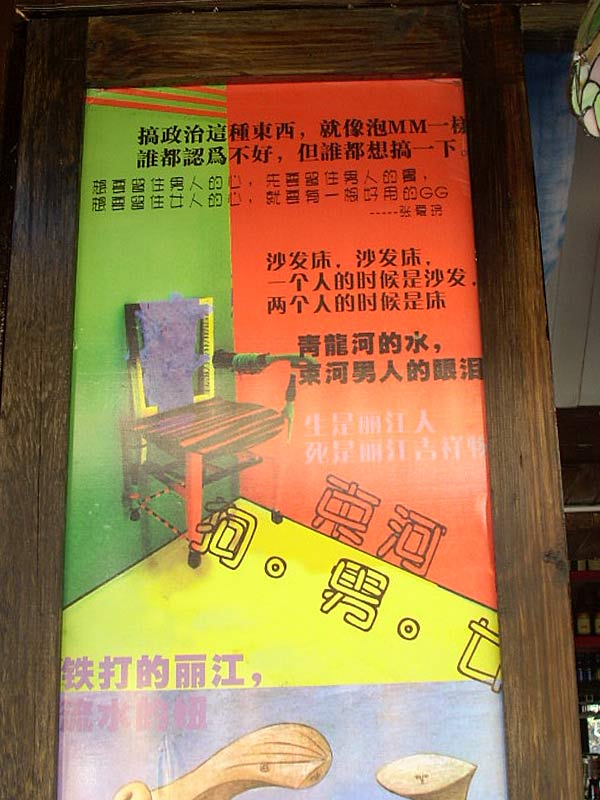 搞政治這種東西，就像泡MM一樣
誰都認爲不好，但誰都想搞一下。
想要留住男人的心，先要留住男人的胃，
想要留住女人的心，就要有一根好用的GG
-----张爱玲
沙发床，沙发床，
一个人的时候是沙发，
两个人的时候是床
青龍河的水，
束河男人的眼泪
生是丽江人
死是丽江吉祥物
束河
狗。男。女
铁打的丽江，
流水的妞